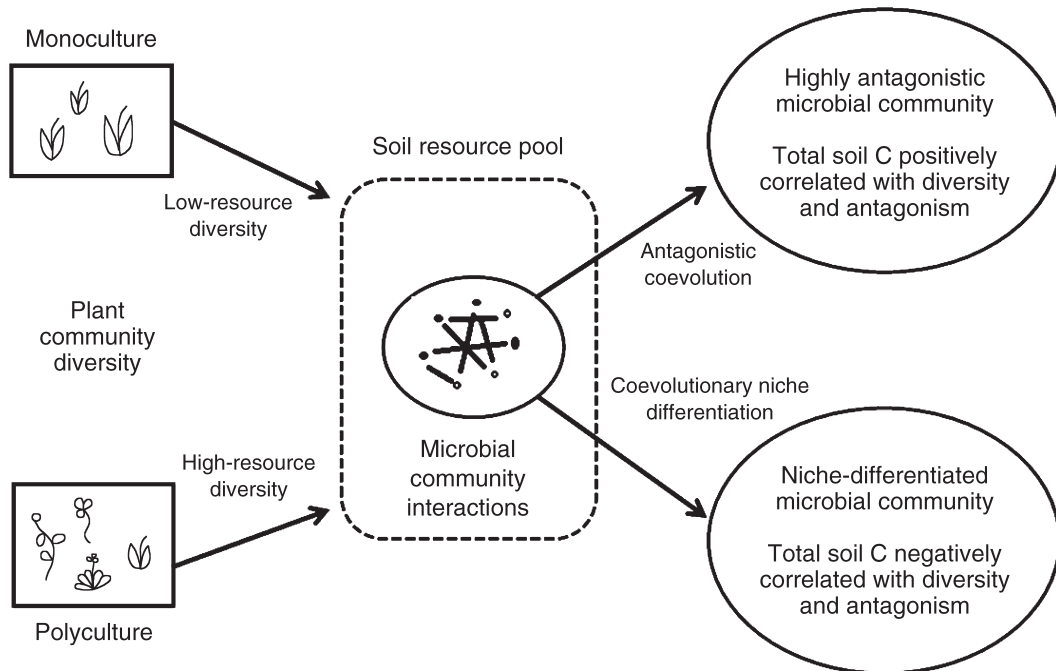 Monoculture
Low-resource
diversity
Plant
community
diversity
High-resource
diversity
Polyculture
Soil resource pool
Microbial
community
interactions
Antagonistic
coevolution
Coevolutionary niche
differentiation
Highly antagonistic
microbial community
Total soil C positively
correlated with diversity
and antagonism
Niche-differentiated
microbial community
Total soil C negatively
correlated with diversity
and antagonism